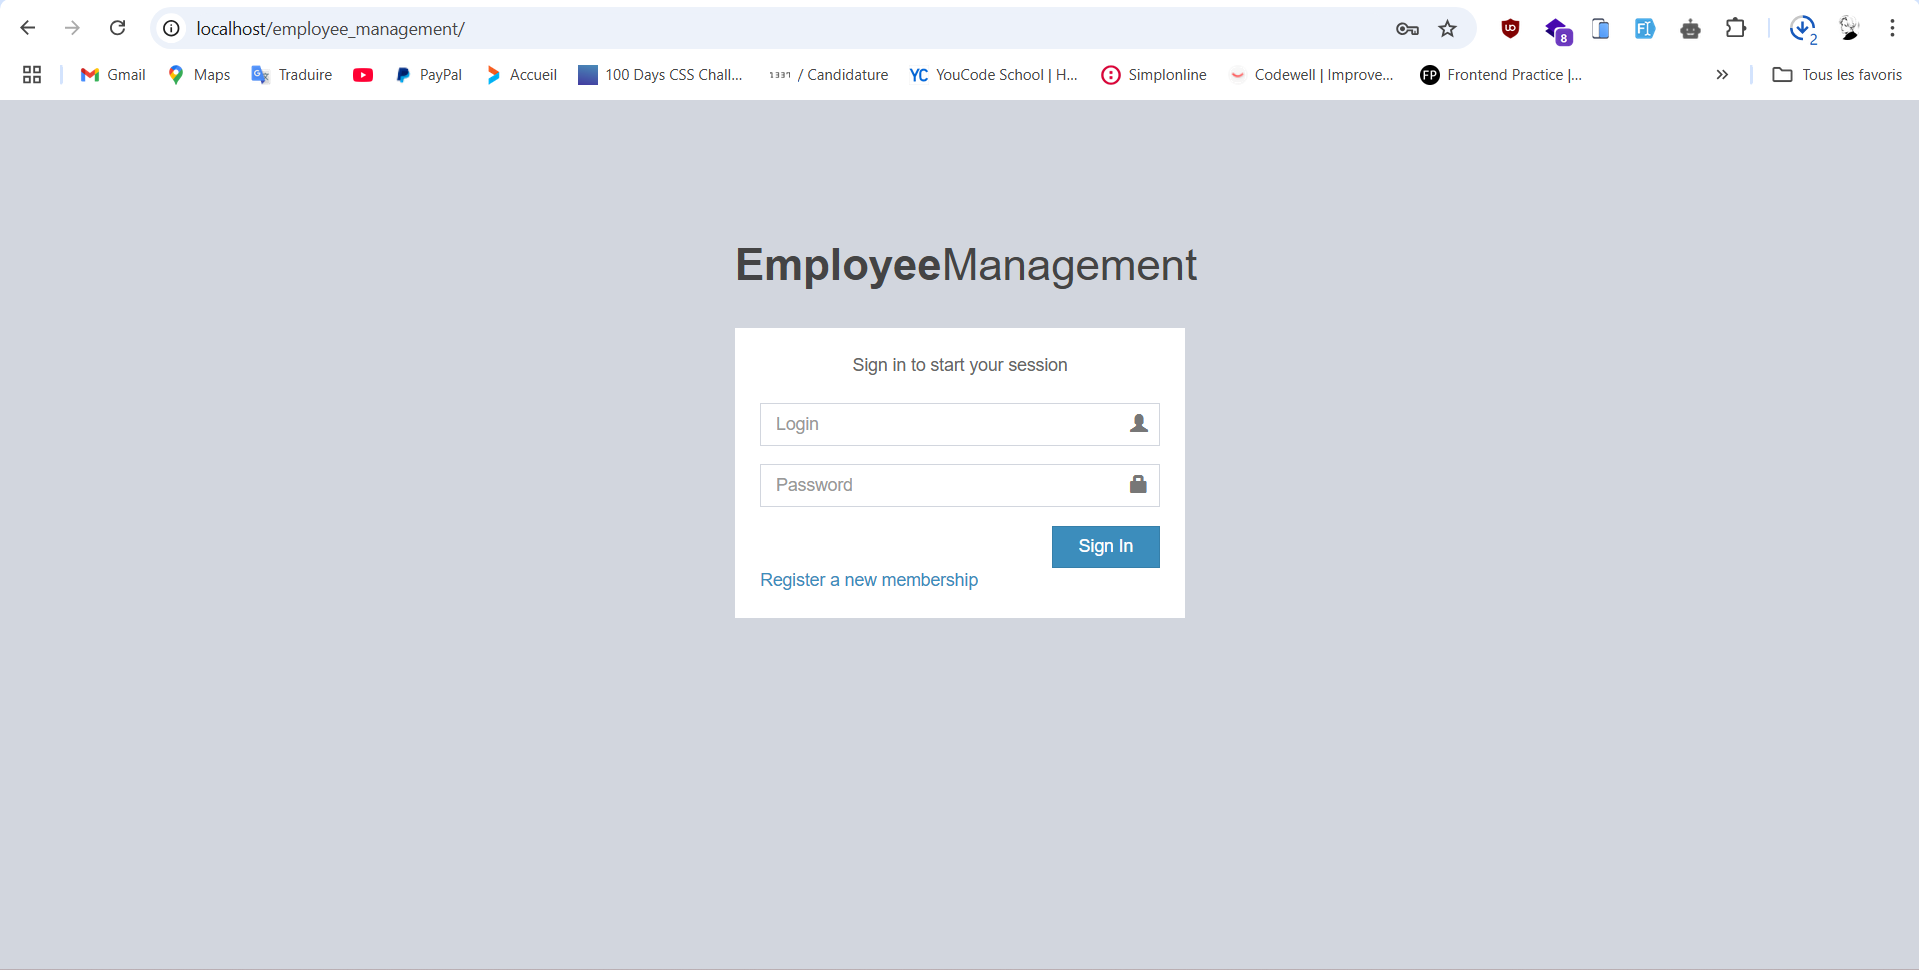 localhost/employee_management/
8
2
Gmail Maps Traduire PayPal Accueil 100 Days CSS Chall... 1337 / Candidature YC YouCode School | H... Simplonline Codewell | Improve... FP Frontend Practice |... » Tous les favoris
EmployeeManagement
Sign in to start your session
Login
Password
Sign In
Register a new membership